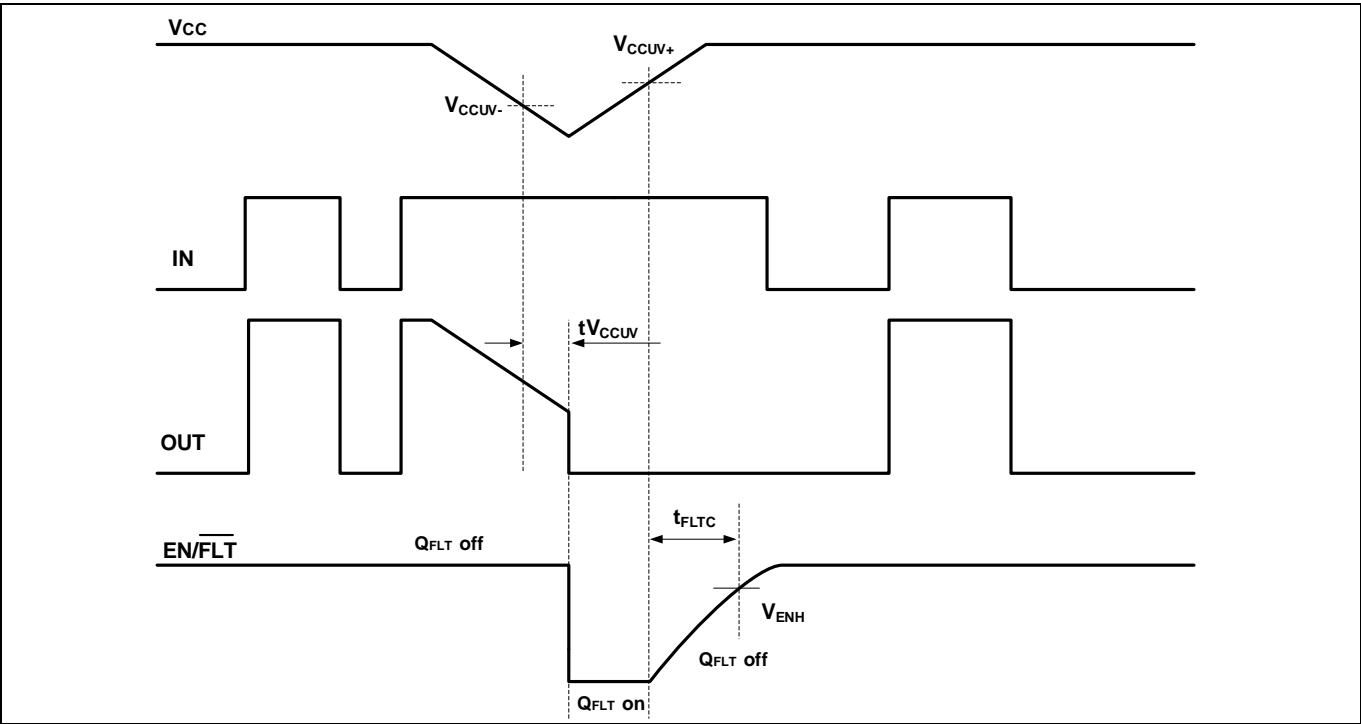 VCC
VCCUV+
VCCUV-
IN
tVCCUV
OUT
tFLTC
EN/FLT
QFLT off
VENH
QFLT off
QFLT on